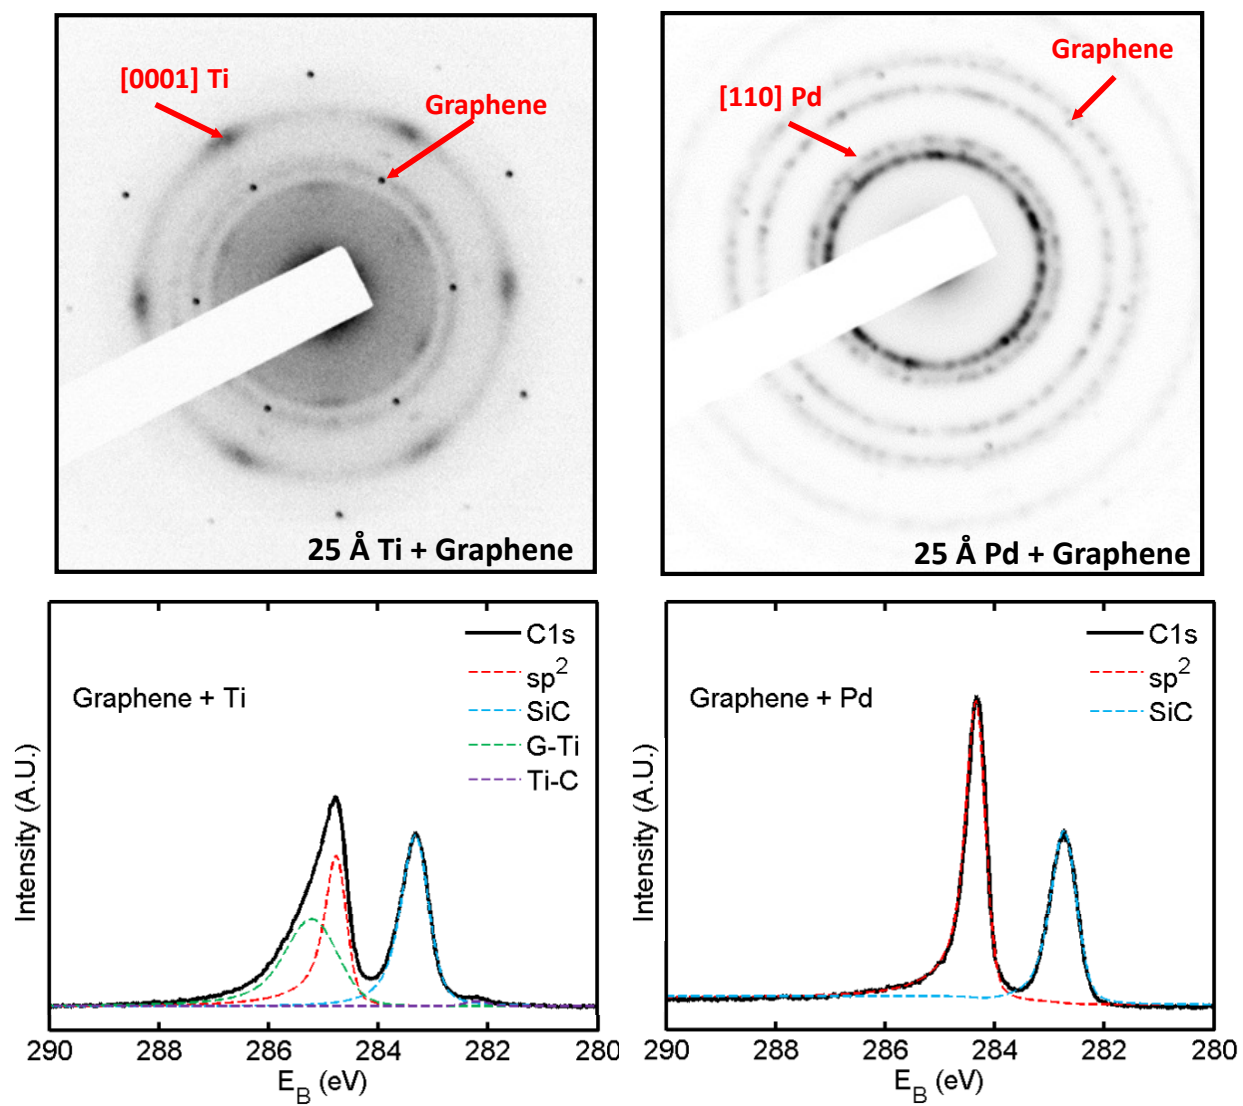 [0001] Ti
Graphene
25 Å Ti + Graphene
[110] Pd
Graphene
25 Å Pd + Graphene
Graphene + Ti
C1s
sp2
SiC
G-Ti
Ti-C
Intensity (A.U.)
290 288 286 284 282 280
EB (eV)
Graphene + Pd
C1s
sp2
SiC
Intensity (A.U.)
290 288 286 284 282 280
EB (eV)